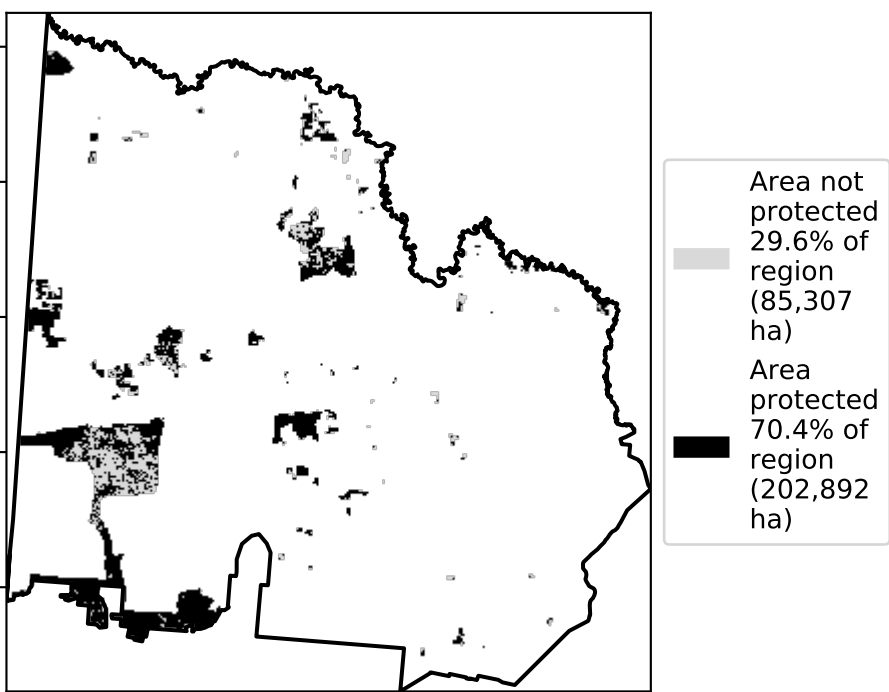 Area not
protected
29.6% of
region
(85,307
ha)
Area
protected
70.4% of
region
(202,892
ha)